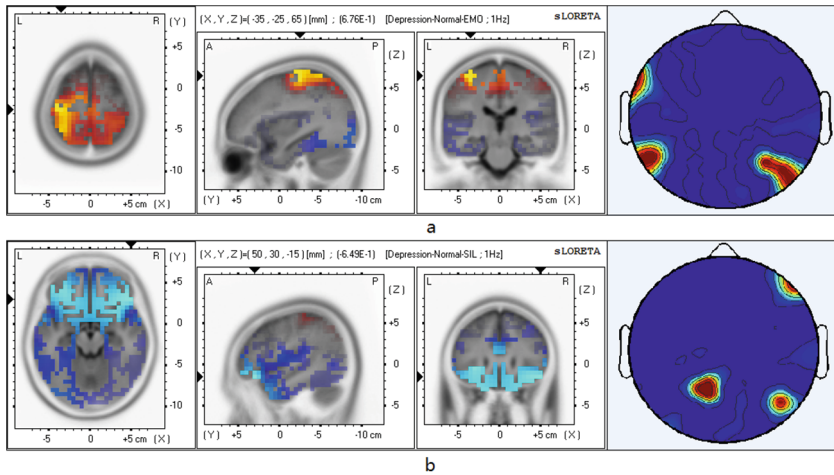 (X, Y, Z)=( -35, -25, 65) [mm] ; (6.76E-1) [Depression-Normal-EMO ; 1Hz] sLORETA
L R (Y)
+5
0
-5
-10
-5 0 +5 cm (X)
A P (Z)
+5
0
-5
(Y) +5 0 -5 -10 cm
L R (Z)
+5
0
-5
-5 0 +5 cm (X)
a
(X, Y, Z)=( 50 , 30 , -15) [mm] ; (-6.49E-1) [Depression-Normal-SIL ; 1Hz] sLORETA
L R (Y)
+5
0
-5
-10
-5 0 +5 cm (X)
A P (Z)
+5
0
-5
(Y) +5 0 -5 -10 cm
L R (Z)
+5
0
-5
-5 0 +5 cm (X)
b